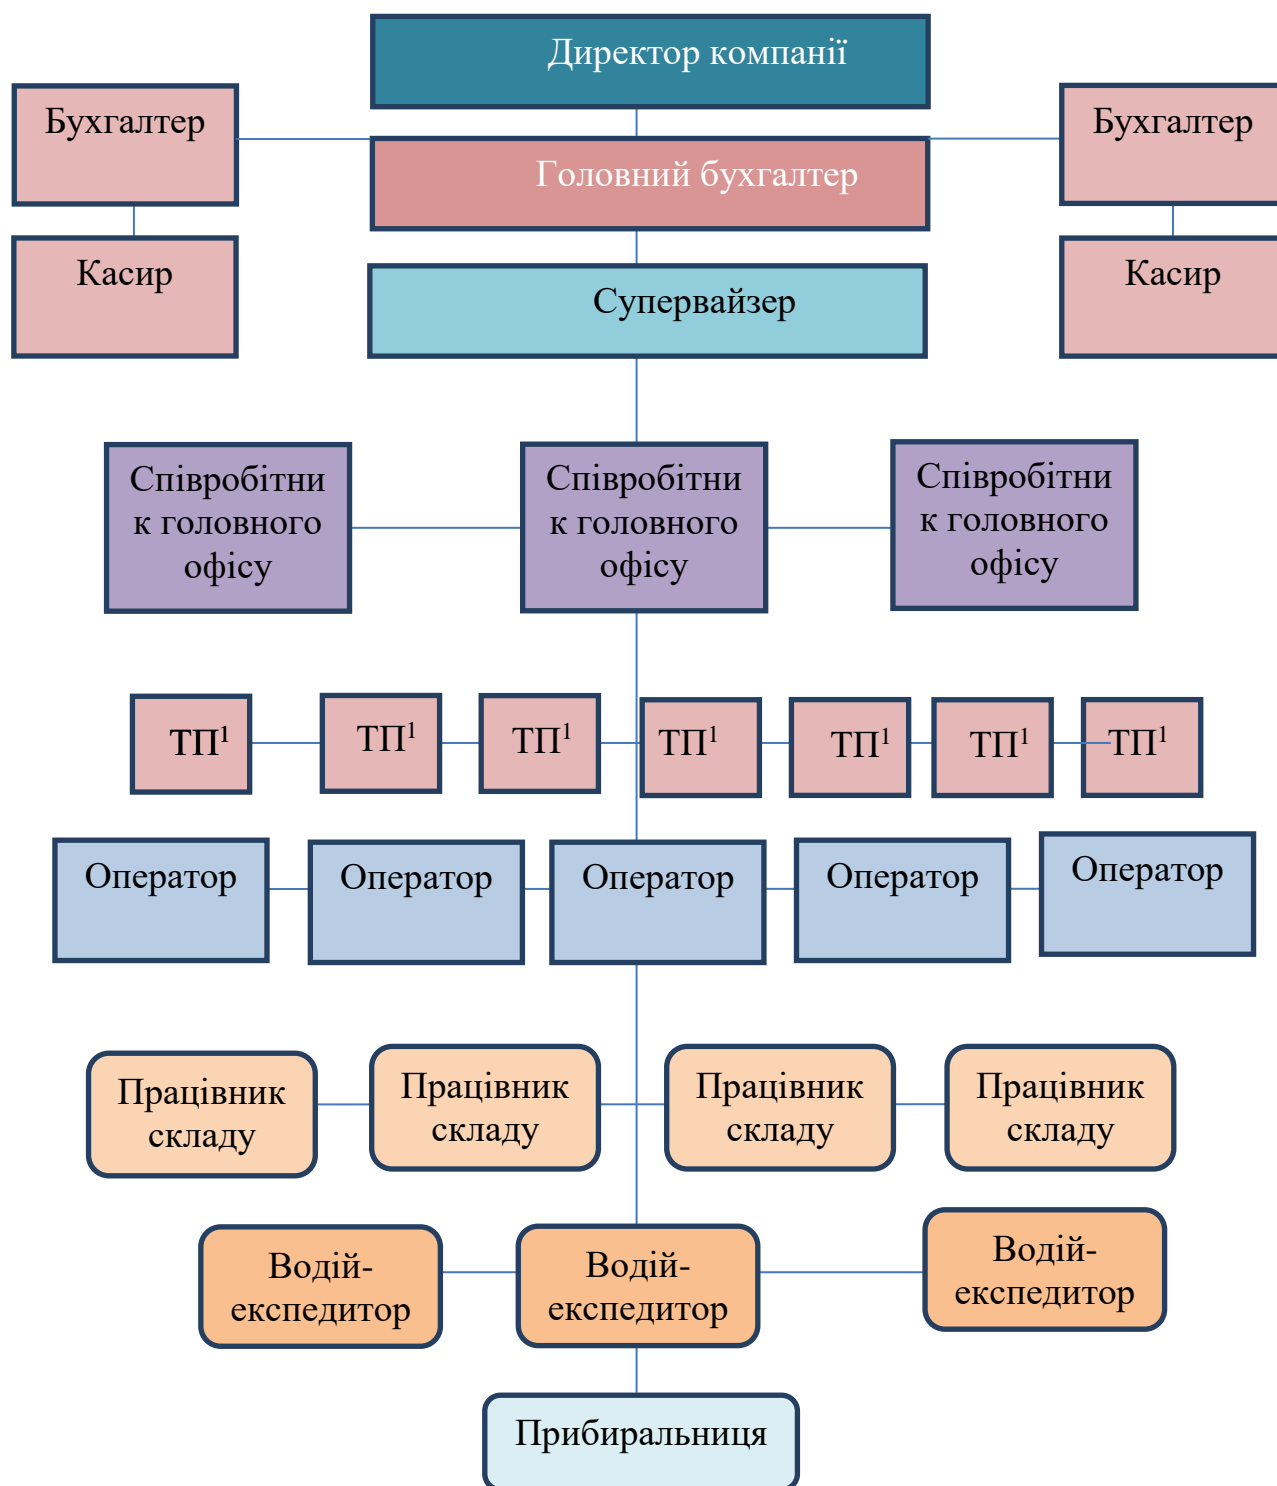 Директор компанії
Бухгалтер
Бухгалтер
Головний бухгалтер
Касир
Касир
Супервайзер
Співробітни
к головного
офісу
Співробітни
к головного
офісу
Співробітни
к головного
офісу
ТП¹
ТП¹
ТП¹
ТП¹
ТП¹
ТП¹
ТП¹
Оператор
Оператор
Оператор
Оператор
Оператор
Працівник
складу
Працівник
складу
Працівник
складу
Працівник
складу
Водій-
експедитор
Водій-
експедитор
Водій-
експедитор
Прибиральниця